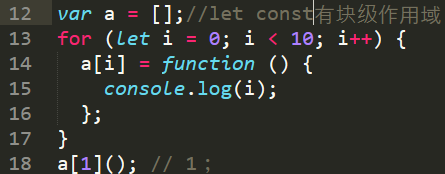 12 var a = [];//let const有块级作用域
13 for (let i = 0; i < 10; i++) {
14   a[i] = function () {
15     console.log(i);
16   };
17 }
18 a[1](); // 1；